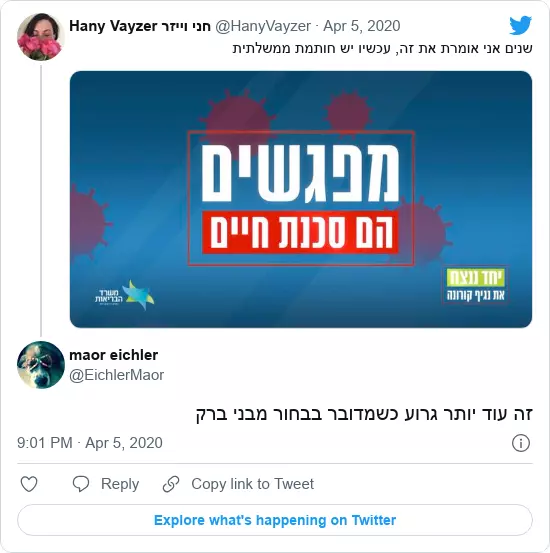 Hany Vayzer חני וייזר @HanyVayzer · Apr 5, 2020
שנים אני אומרת את זה, עכשיו יש חותמת ממשלתית
מפגשים
הם סכנת חיים
משרד
הבריאות
יחד ננצח
את נגיף קורונה
maor eichler
@EichlerMaor
זה עוד יותר גרוע כשמדובר בבחור מבני ברק
9:01 PM · Apr 5, 2020
Reply
Copy link to Tweet
Explore what's happening on Twitter